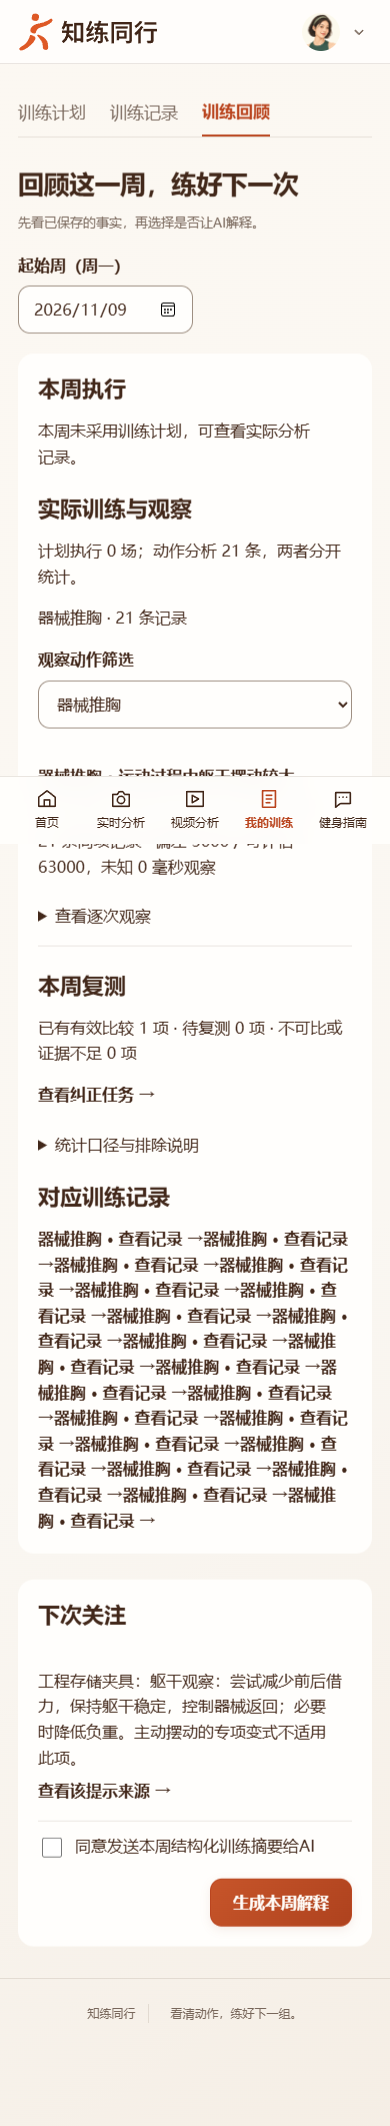 知练同行
训练计划 训练记录 训练回顾
回顾这一周，练好下一次
先看已保存的事实，再选择是否让AI解释。
起始周（周一）
2026/11/09
本周执行
本周未采用训练计划，可查看实际分析
记录。
实际训练与观察
计划执行 0 场；动作分析 21 条，两者分开
统计。
器械推胸 · 21 条记录
观察动作筛选
器械推胸
器械推胸 · 运动过程中躯干摆动较大
首页 实时分析 视频分析 我的训练 健身指南
63000，未知 0 毫秒观察
▶ 查看逐次观察
本周复测
已有有效比较 1 项 · 待复测 0 项 · 不可比或
证据不足 0 项
查看纠正任务 →
▶ 统计口径与排除说明
对应训练记录
器械推胸 • 查看记录 →器械推胸 • 查看记录
→器械推胸 • 查看记录 →器械推胸 • 查看记
录 →器械推胸 • 查看记录 →器械推胸 • 查
看记录 →器械推胸 • 查看记录 →器械推胸 •
查看记录 →器械推胸 • 查看记录 →器械推
胸 • 查看记录 →器械推胸 • 查看记录 →器
械推胸 • 查看记录 →器械推胸 • 查看记录
→器械推胸 • 查看记录 →器械推胸 • 查看记
录 →器械推胸 • 查看记录 →器械推胸 • 查
看记录 →器械推胸 • 查看记录 →器械推胸 •
查看记录 →器械推胸 • 查看记录 →器械推
胸 • 查看记录 →
下次关注
工程存储夹具：躯干观察：尝试减少前后借
力，保持躯干稳定，控制器械返回；必要
时降低负重。主动摆动的专项变式不适用
此项。
查看该提示来源 →
同意发送本周结构化训练摘要给AI
生成本周解释
知练同行 看清动作，练好下一组。